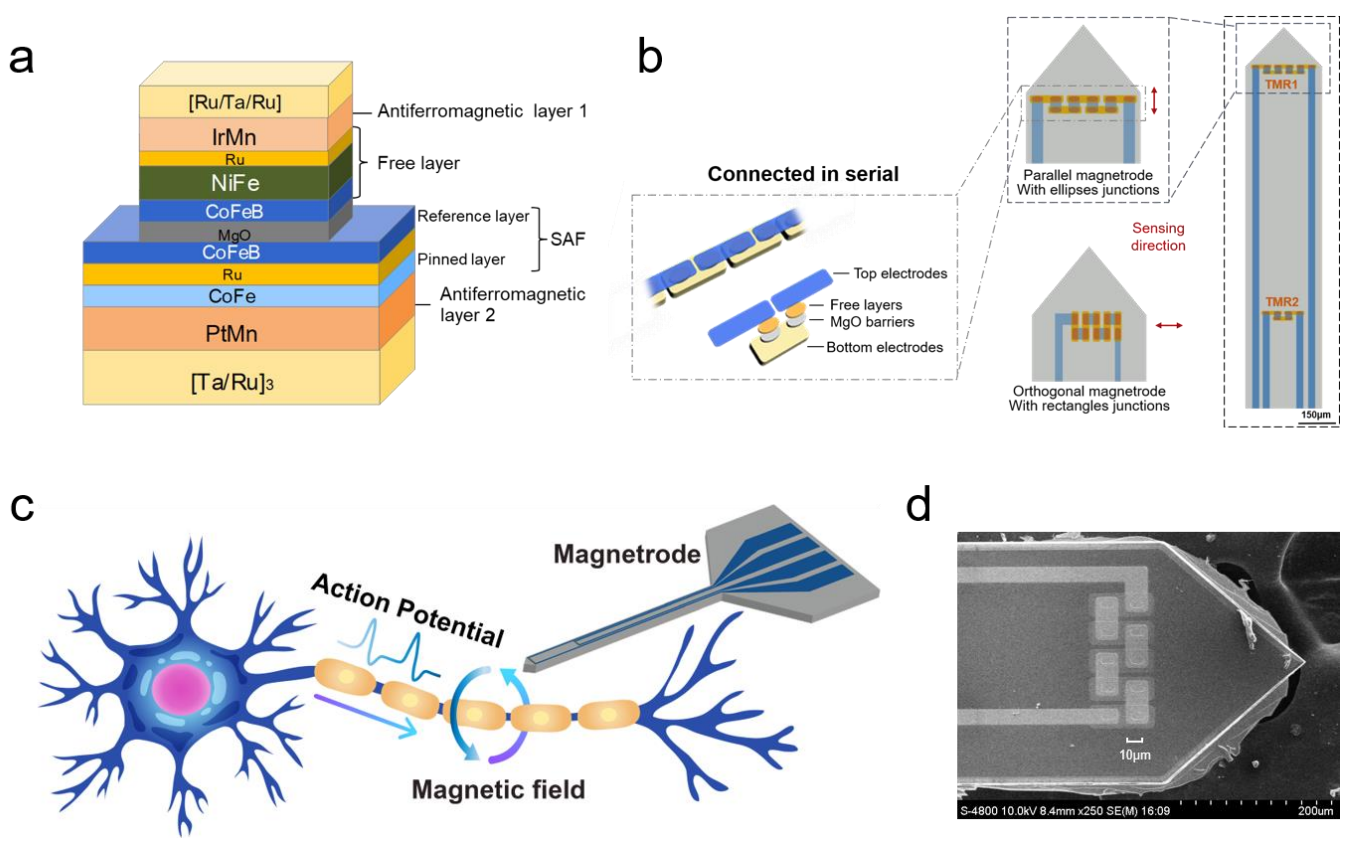 a
[Ru/Ta/Ru]
IrMn
Ru
NiFe
CoFeB
MgO
CoFeB
Ru
CoFe
PtMn
[Ta/Ru]3
Antiferromagnetic layer 1
Free layer
Reference layer
SAF
Pinned layer
Antiferromagnetic
layer 2
b
Connected in serial
Top electrodes
Free layers
MgO barriers
Bottom electrodes
Parallel magnetrode
With ellipses junctions
Sensing
direction
Orthogonal magnetrode
With rectangles junctions
TMR1
TMR2
150μm
c
Action Potential
Magnetrode
Magnetic field
d
10μm
S-4800 10.0kV 8.4mm x250 SE(M) 16:09
200um